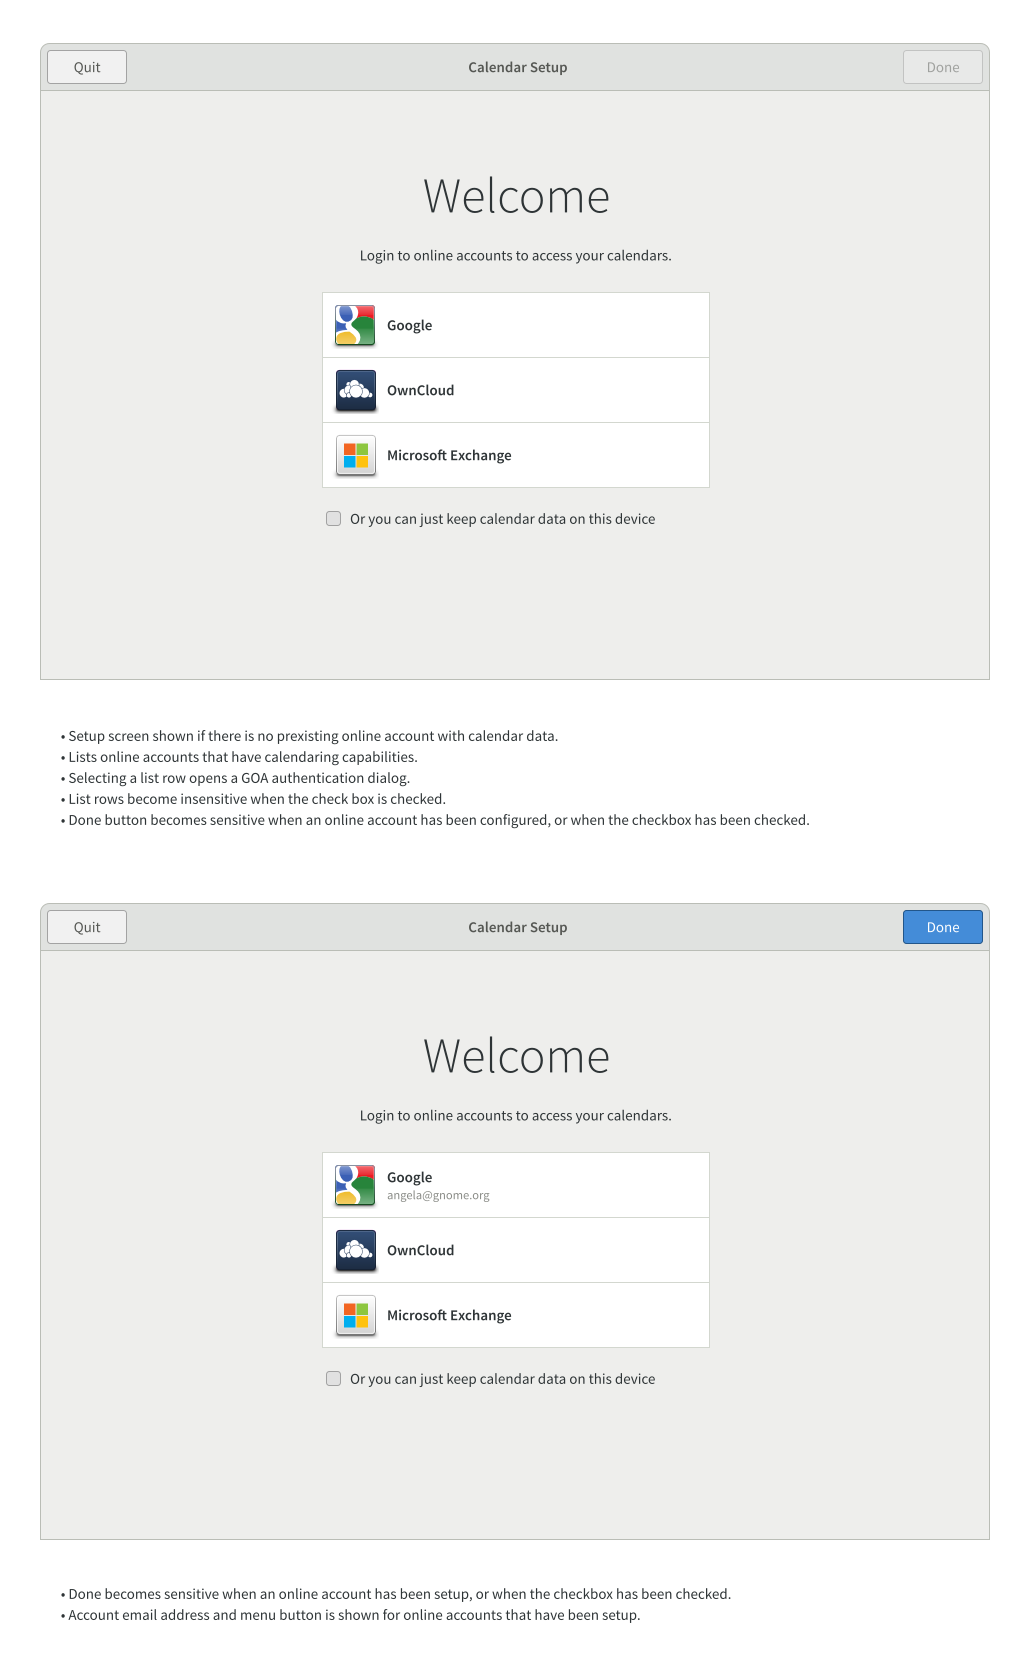 Quit
Calendar Setup
Done
Welcome
Login to online accounts to access your calendars.
Google
OwnCloud
Microsoft Exchange
Or you can just keep calendar data on this device
• Setup screen shown if there is no prexisting online account with calendar data.
• Lists online accounts that have calendaring capabilities.
• Selecting a list row opens a GOA authentication dialog.
• List rows become insensitive when the check box is checked.
• Done button becomes sensitive when an online account has been configured, or when the checkbox has been checked.
Quit
Calendar Setup
Done
Welcome
Login to online accounts to access your calendars.
Google
angela@gnome.org
OwnCloud
Microsoft Exchange
Or you can just keep calendar data on this device
• Done becomes sensitive when an online account has been setup, or when the checkbox has been checked.
• Account email address and menu button is shown for online accounts that have been setup.